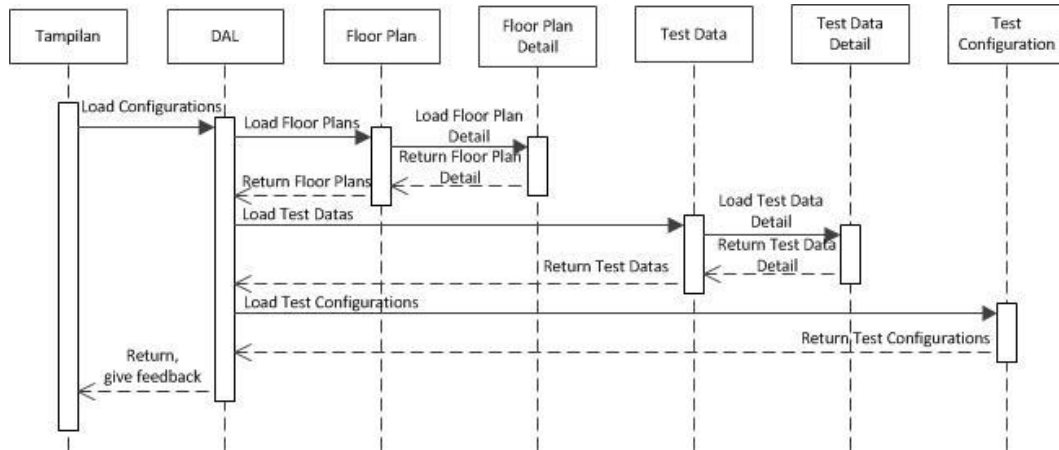 Tampilan
DAL
Floor Plan
Floor Plan
Detail
Test Data
Test Data
Detail
Test
Configuration
Load Configurations
Load Floor Plans
Load Floor Plan
Detail
Return Floor Plan
Detail
Return Floor Plans
Load Test Datas
Load Test Data
Detail
Return Test Data
Detail
Return Test Datas
Load Test Configurations
Return Test Configurations
Return,
give feedback